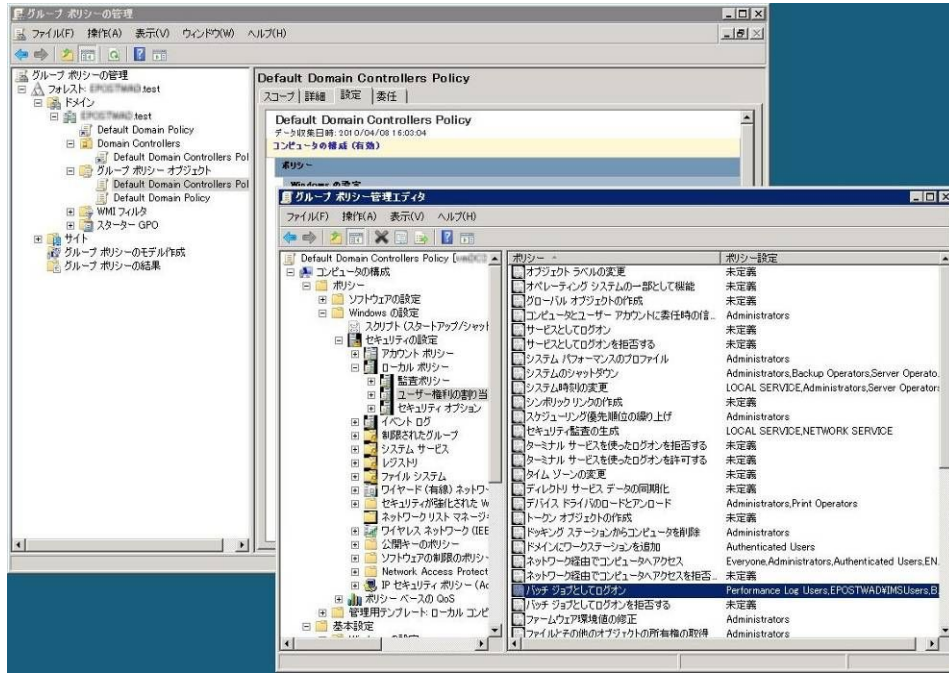 グループ ポリシーの管理
ファイル(F) 操作(A) 表示(V) ウィンドウ(W) ヘルプ(H)
グループ ポリシーの管理
フォレスト: .test
ドメイン
.test
Default Domain Policy
Domain Controllers
Default Domain Controllers Pol
グループ ポリシー オブジェクト
Default Domain Controllers Pol
Default Domain Policy
WMI フィルタ
スターター GPO
サイト
グループ ポリシーのモデル作成
グループ ポリシーの結果
Default Domain Controllers Policy
スコープ 詳細 設定 委任
Default Domain Controllers Policy
データ収集日時: 2010/04/08 16:03:04
コンピュータの構成 (有効)
ポリシー
Windows の設定
グループ ポリシー管理エディタ
ファイル(F) 操作(A) 表示(V) ヘルプ(H)
Default Domain Controllers Policy [
コンピュータの構成
ポリシー
ソフトウェアの設定
Windows の設定
スクリプト (スタートアップ/シャット
セキュリティの設定
アカウント ポリシー
ローカル ポリシー
監査ポリシー
ユーザー権利の割り当
セキュリティ オプション
イベント ログ
制限されたグループ
システム サービス
レジストリ
ファイル システム
ワイヤード (有線) ネットワ
セキュリティが強化された W
ネットワーク リスト マネージ
ワイヤレス ネットワーク (IEE
公開キーのポリシー
ソフトウェアの制限のポリシ
Network Access Protect
IP セキュリティ ポリシー (Ac
ポリシー ベースの QoS
管理用テンプレート: ローカル コンピ
基本設定
ポリシー ポリシー設定
オブジェクト ラベルの変更 未定義
オペレーティング システムの一部として機能 未定義
グローバル オブジェクトの作成 未定義
コンピュータとユーザー アカウントに委任時の信... Administrators
サービスとしてログオン 未定義
サービスとしてログオンを拒否する 未定義
システム パフォーマンスのプロファイル Administrators
システムのシャットダウン Administrators,Backup Operators,Server Operato..
システム時刻の変更 LOCAL SERVICE,Administrators,Server Operators
シンボリック リンクの作成 未定義
スケジューリング優先順位の繰り上げ Administrators
セキュリティ監査の生成 LOCAL SERVICE,NETWORK SERVICE
ターミナル サービスを使ったログオンを拒否する 未定義
ターミナル サービスを使ったログオンを許可する 未定義
タイム ゾーンの変更 未定義
ディレクトリ サービス データの同期化 未定義
デバイス ドライバのロードとアンロード Administrators,Print Operators
トークン オブジェクトの作成 未定義
ドッキング ステーションからコンピュータを削除 Administrators
ドメインにワークステーションを追加 Authenticated Users
ネットワーク経由でコンピュータへアクセス Everyone,Administrators,Authenticated Users,EN..
ネットワーク経由でコンピュータへアクセスを拒否... 未定義
バッチ ジョブとしてログオン Performance Log Users,EPOSTWAD¥IMSUsers,B..
バッチ ジョブとしてログオンを拒否する 未定義
ファームウェア環境値の修正 Administrators
ファイルとその他のオブジェクトの所有権の取得 Administrators